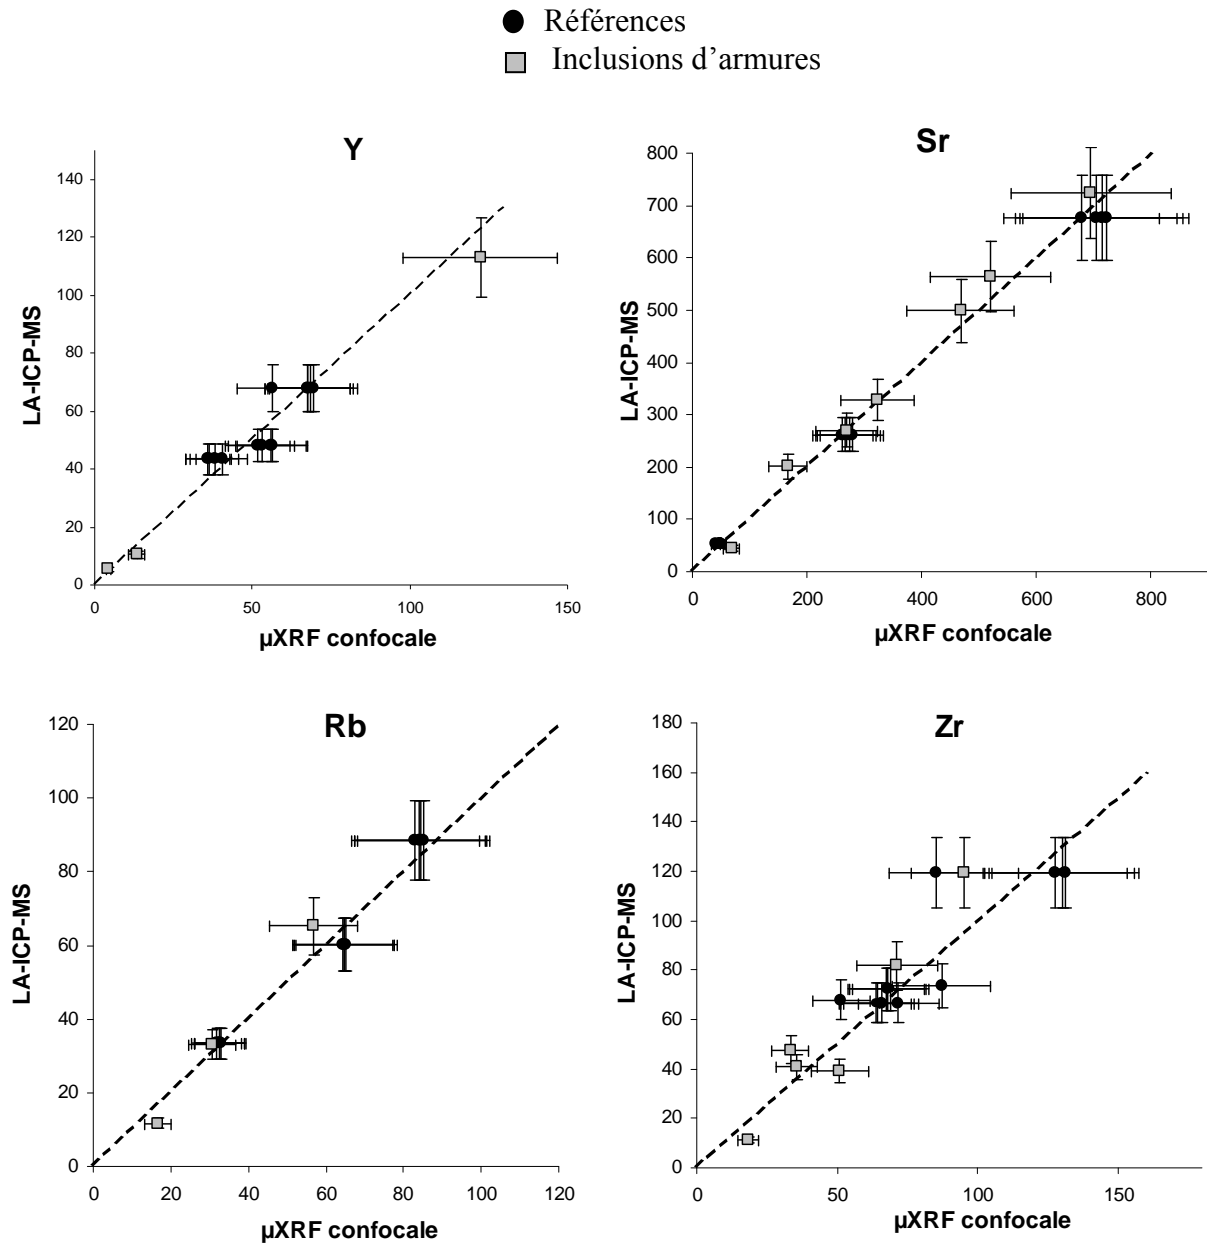 Références
Inclusions d'armures
Y
140
120
100
80
60
40
20
0
0 50 100 150
LA-ICP-MS
µXRF confocale
Sr
800
700
600
500
400
300
200
100
0
0 200 400 600 800
LA-ICP-MS
µXRF confocale
Rb
120
100
80
60
40
20
0
0 20 40 60 80 100 120
LA-ICP-MS
µXRF confocale
Zr
180
160
140
120
100
80
60
40
20
0
0 50 100 150
LA-ICP-MS
µXRF confocale